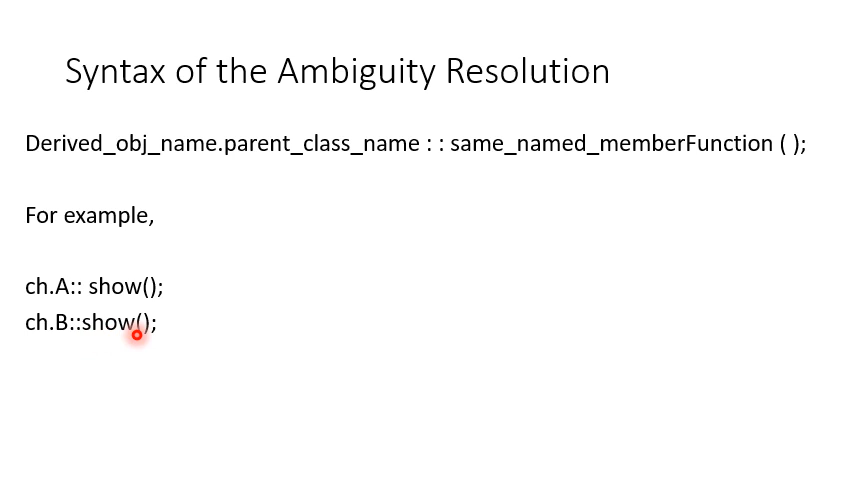 Syntax of the Ambiguity Resolution
Derived_obj_name.parent_class_name : : same_named_memberFunction ( );
For example,
ch.A:: show();
ch.B::show();